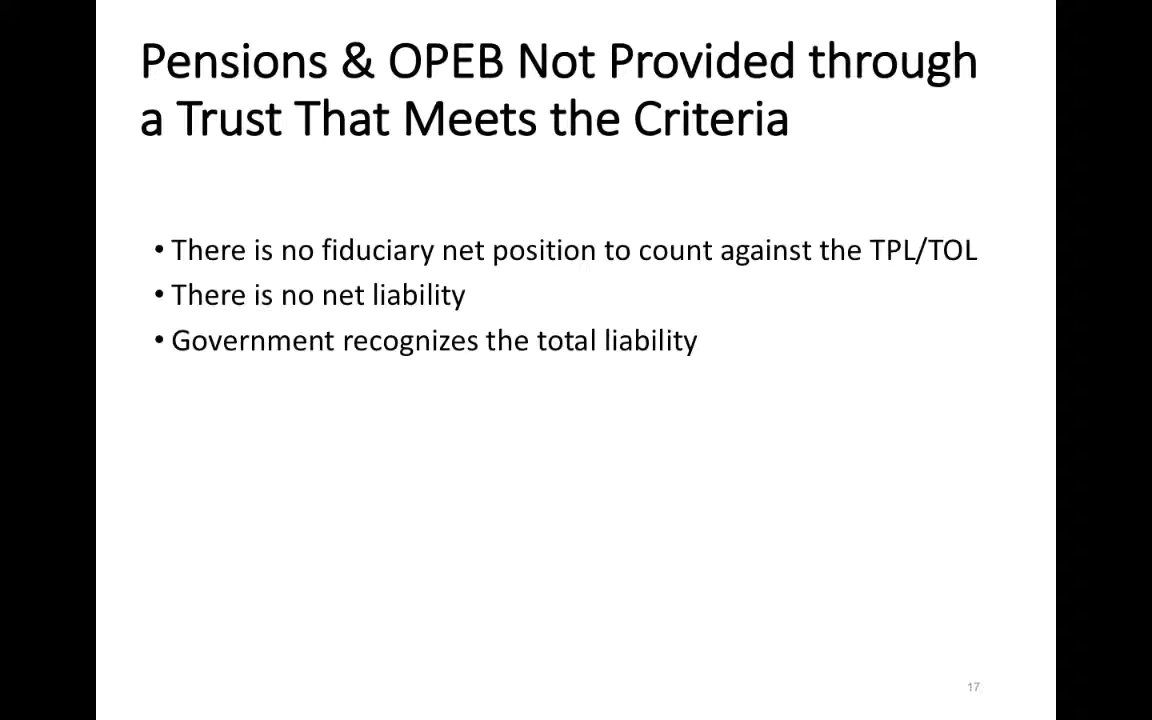 Pensions & OPEB Not Provided through
a Trust That Meets the Criteria
• There is no fiduciary net position to count against the TPL/TOL
• There is no net liability
• Government recognizes the total liability
17